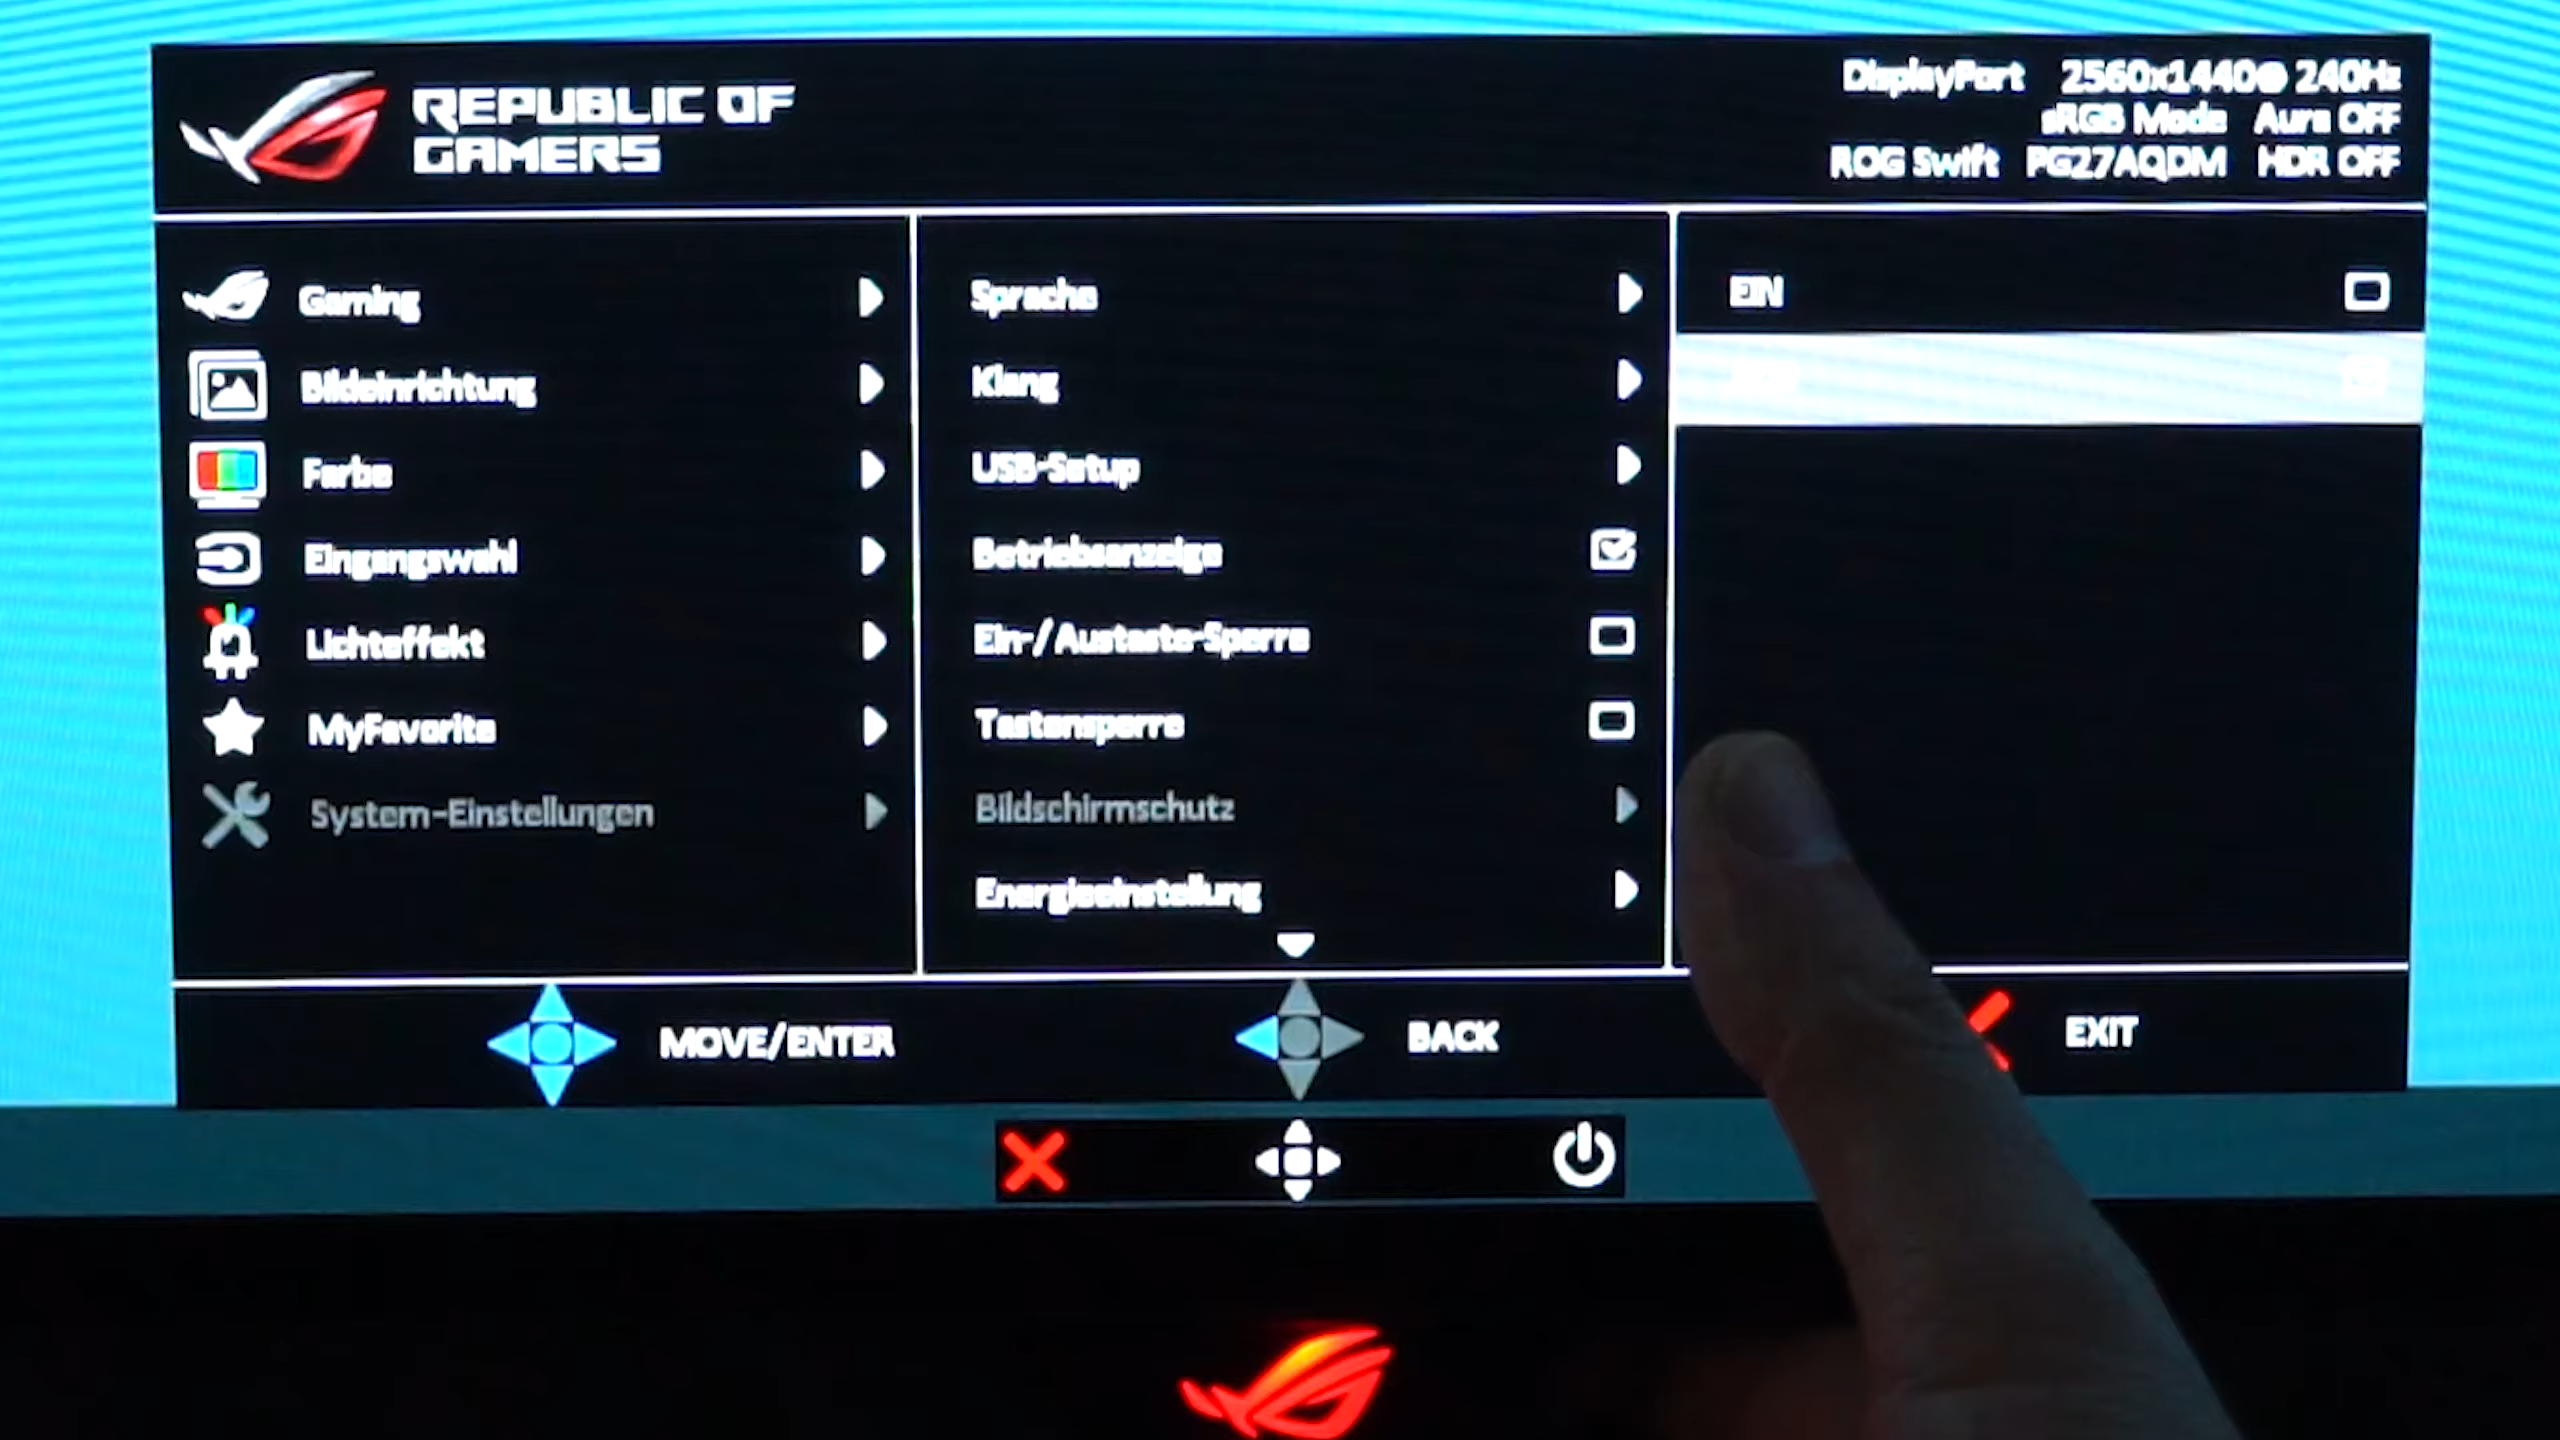 REPUBLIC OF
GAMERS
DisplayPort 2560x1440@ 240Hz
sRGB Mode Aura OFF
ROG Swift PG27AQDM HDR OFF
Gaming
Bildeinrichtung
Farbe
Eingangswahl
Lichteffekt
MyFavorite
System-Einstellungen
Sprache
Klang
USB-Setup
Betriebsanzeige
Ein-/Austaste-Sperre
Tastensperre
Bildschirmschutz
Energieeinstellung
EIN
MOVE/ENTER
BACK
EXIT